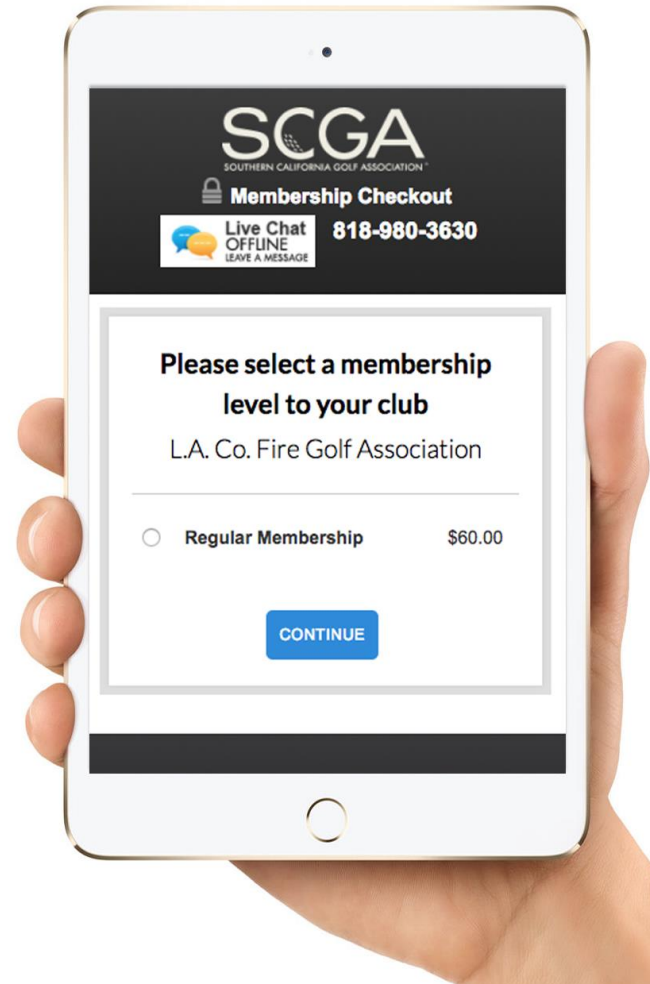 SCGA
SOUTHERN CALIFORNIA GOLF ASSOCIATION
Membership Checkout
Live Chat
OFFLINE
LEAVE A MESSAGE
818-980-3630
Please select a membership
level to your club
L.A. Co. Fire Golf Association
Regular Membership $60.00
CONTINUE